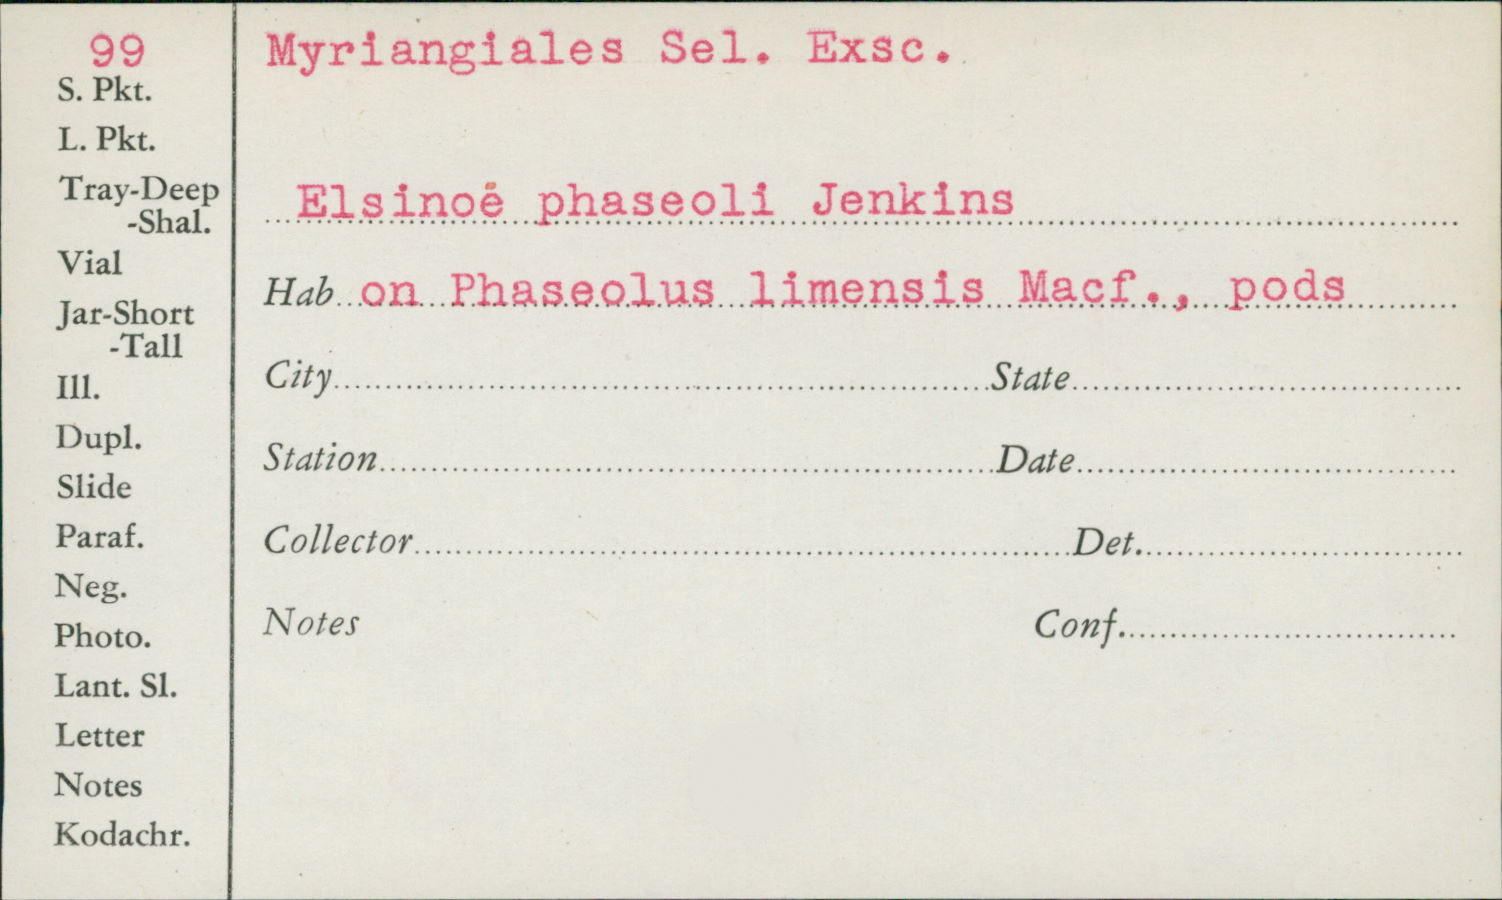 99
S. Pkt.
L. Pkt.
Tray-Deep
-Shal.
Vial
Jar-Short
-Tall
Ill.
Dupl.
Slide
Paraf.
Neg.
Photo.
Lant. Sl.
Letter
Notes
Kodachr.
Myriangiales Sel. Exsc.
Elsinoë phaseoli Jenkins
Hab on Phaseolus limensis Macf., pods
City State
Station Date
Collector Det.
Notes Conf.